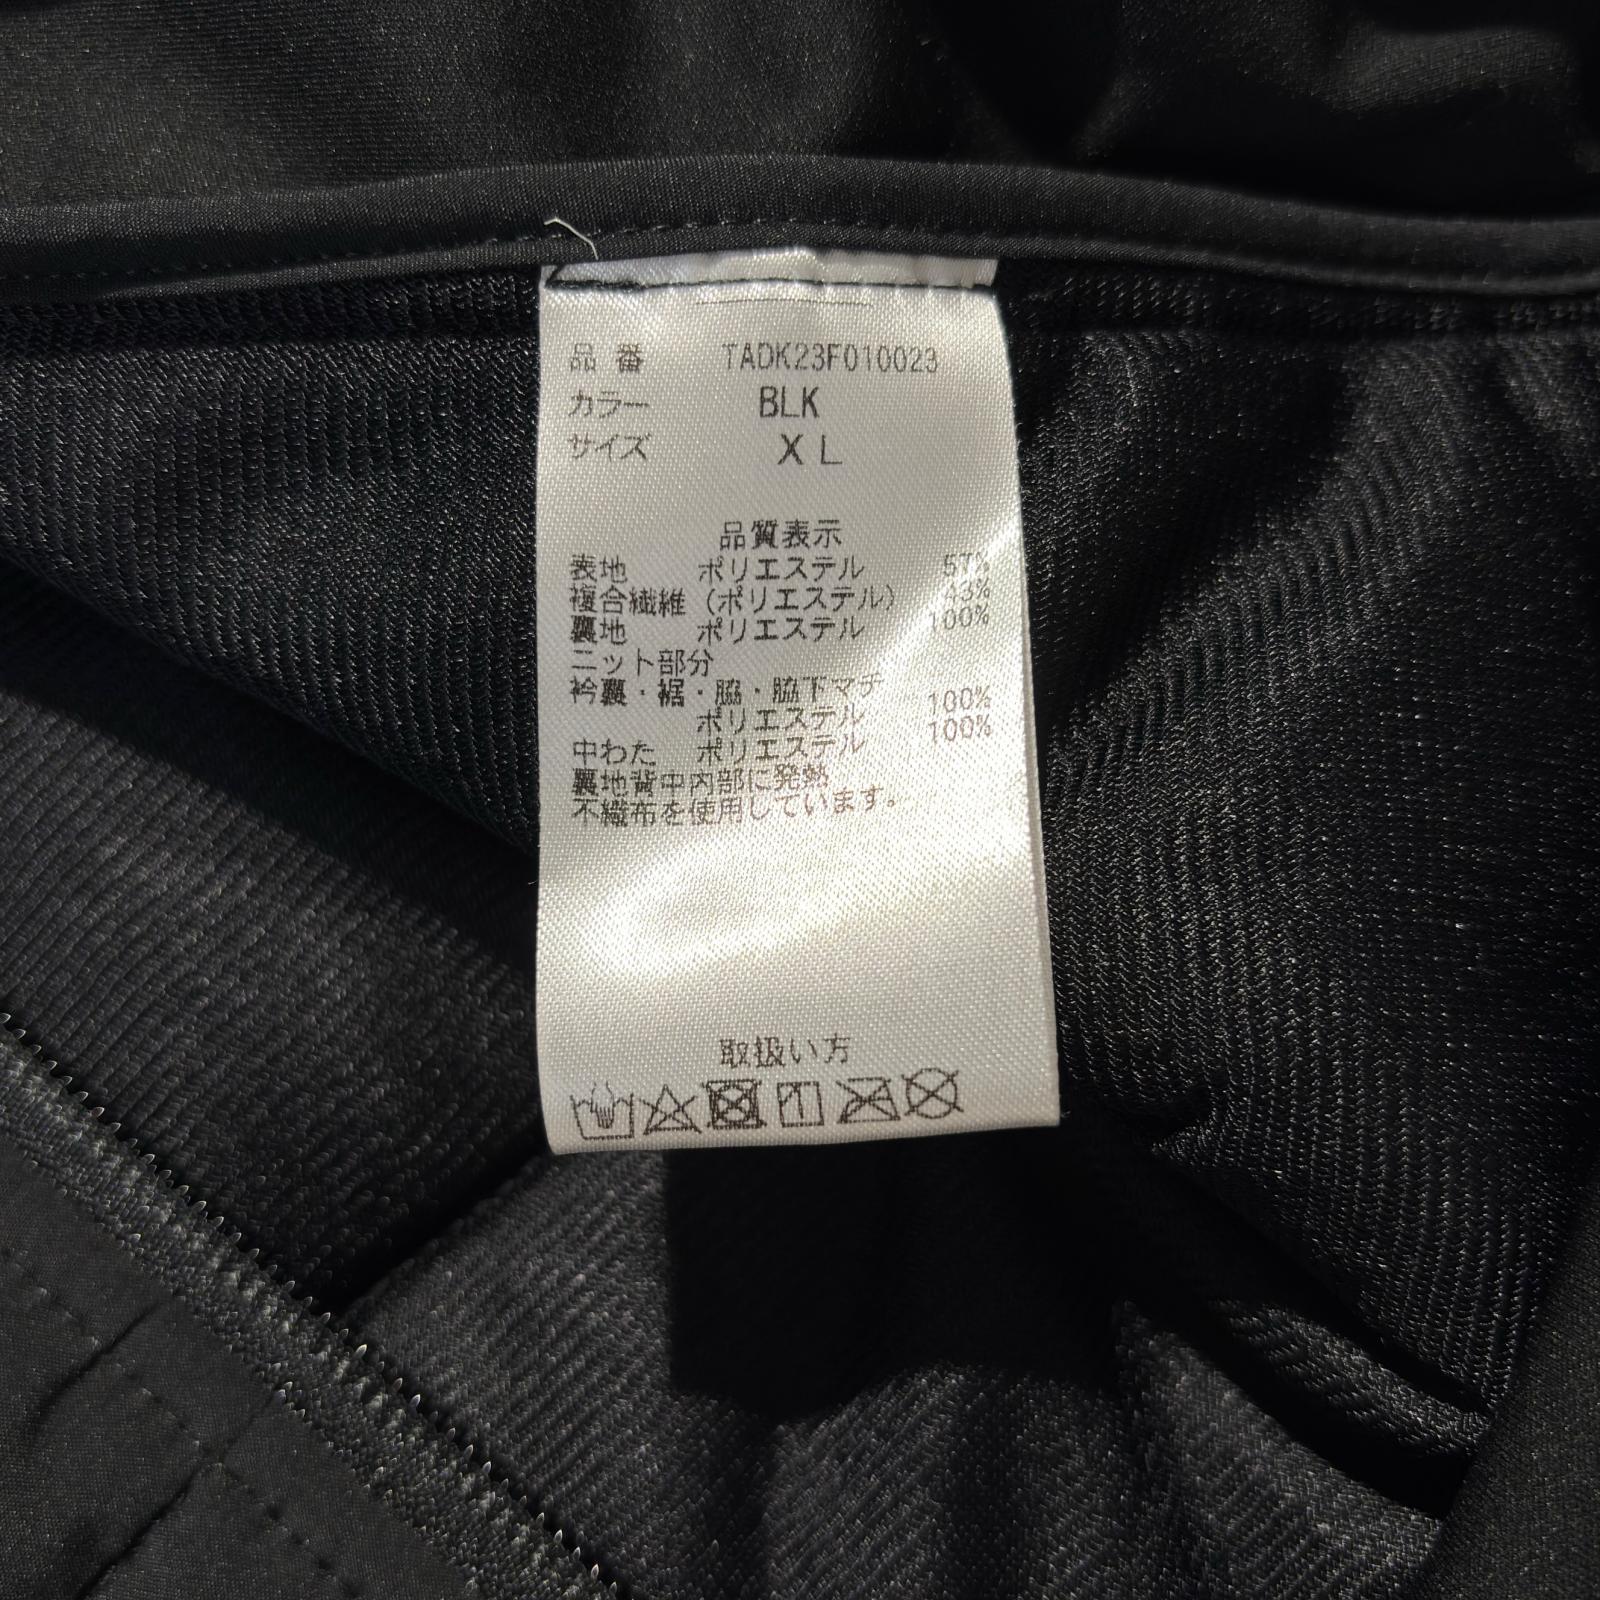 品番 TADK23F010023
カラー BLK
サイズ XL
品質表示
表地 ポリエステル 57%
複合繊維(ポリエステル) 43%
裏地 ポリエステル 100%
ニット部分
衿裏・裾・脇・脇下マチ
ポリエステル 100%
中わた ポリエステル 100%
裏地背中内部に発熱
不織布を使用しています。
取扱い方